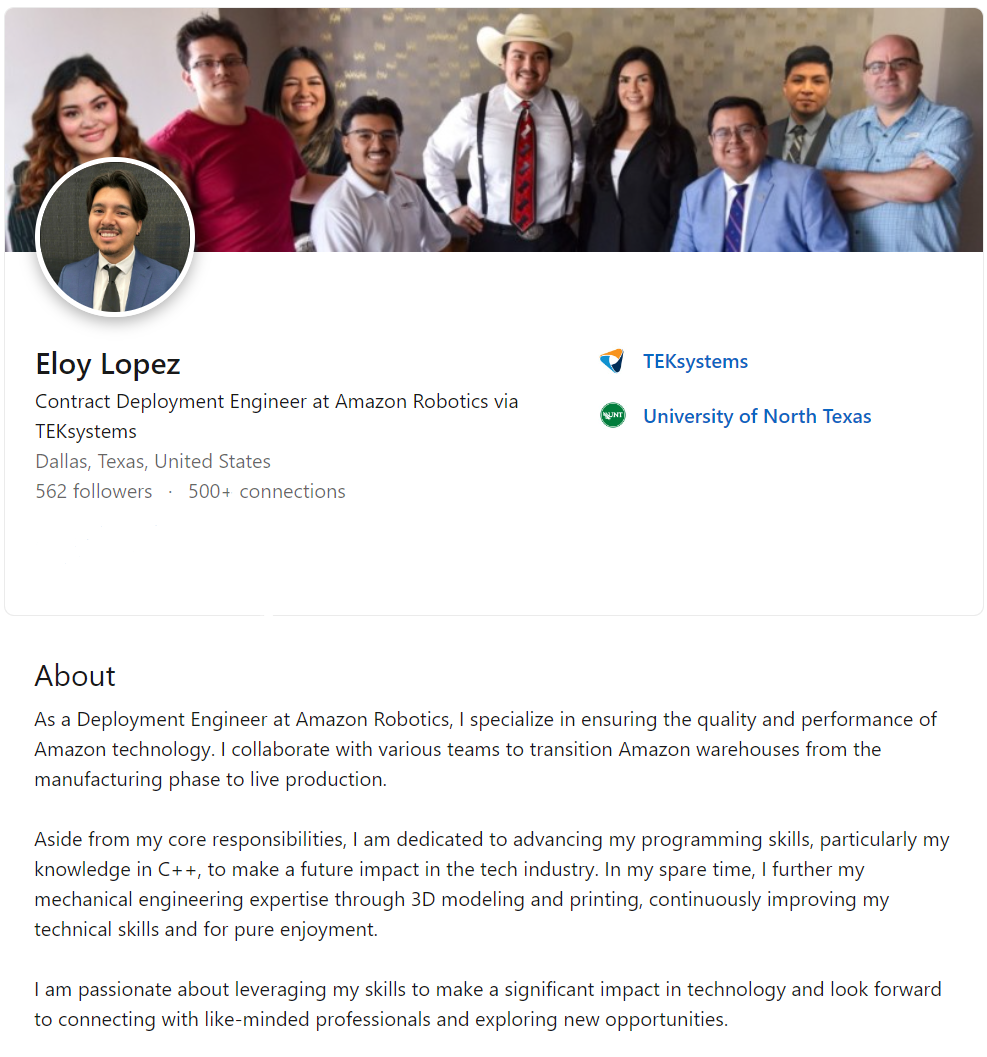 Eloy Lopez
Contract Deployment Engineer at Amazon Robotics via
TEKsystems
Dallas, Texas, United States
562 followers · 500+ connections
TEKsystems
UNT
University of North Texas
About
As a Deployment Engineer at Amazon Robotics, I specialize in ensuring the quality and performance of
Amazon technology. I collaborate with various teams to transition Amazon warehouses from the
manufacturing phase to live production.
Aside from my core responsibilities, I am dedicated to advancing my programming skills, particularly my
knowledge in C++, to make a future impact in the tech industry. In my spare time, I further my
mechanical engineering expertise through 3D modeling and printing, continuously improving my
technical skills and for pure enjoyment.
I am passionate about leveraging my skills to make a significant impact in technology and look forward
to connecting with like-minded professionals and exploring new opportunities.